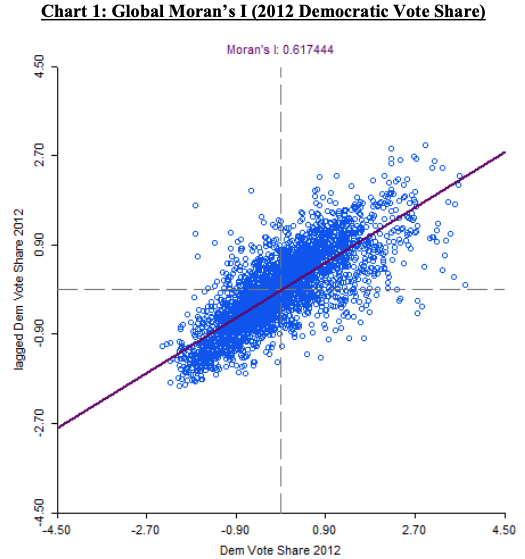 Chart 1: Global Moran's I (2012 Democratic Vote Share)
Moran's I: 0.617444
4.50
2.70
0.90
-0.90
-2.70
-4.50
lagged Dem Vote Share 2012
-4.50 -2.70 -0.90 0.90 2.70 4.50
Dem Vote Share 2012